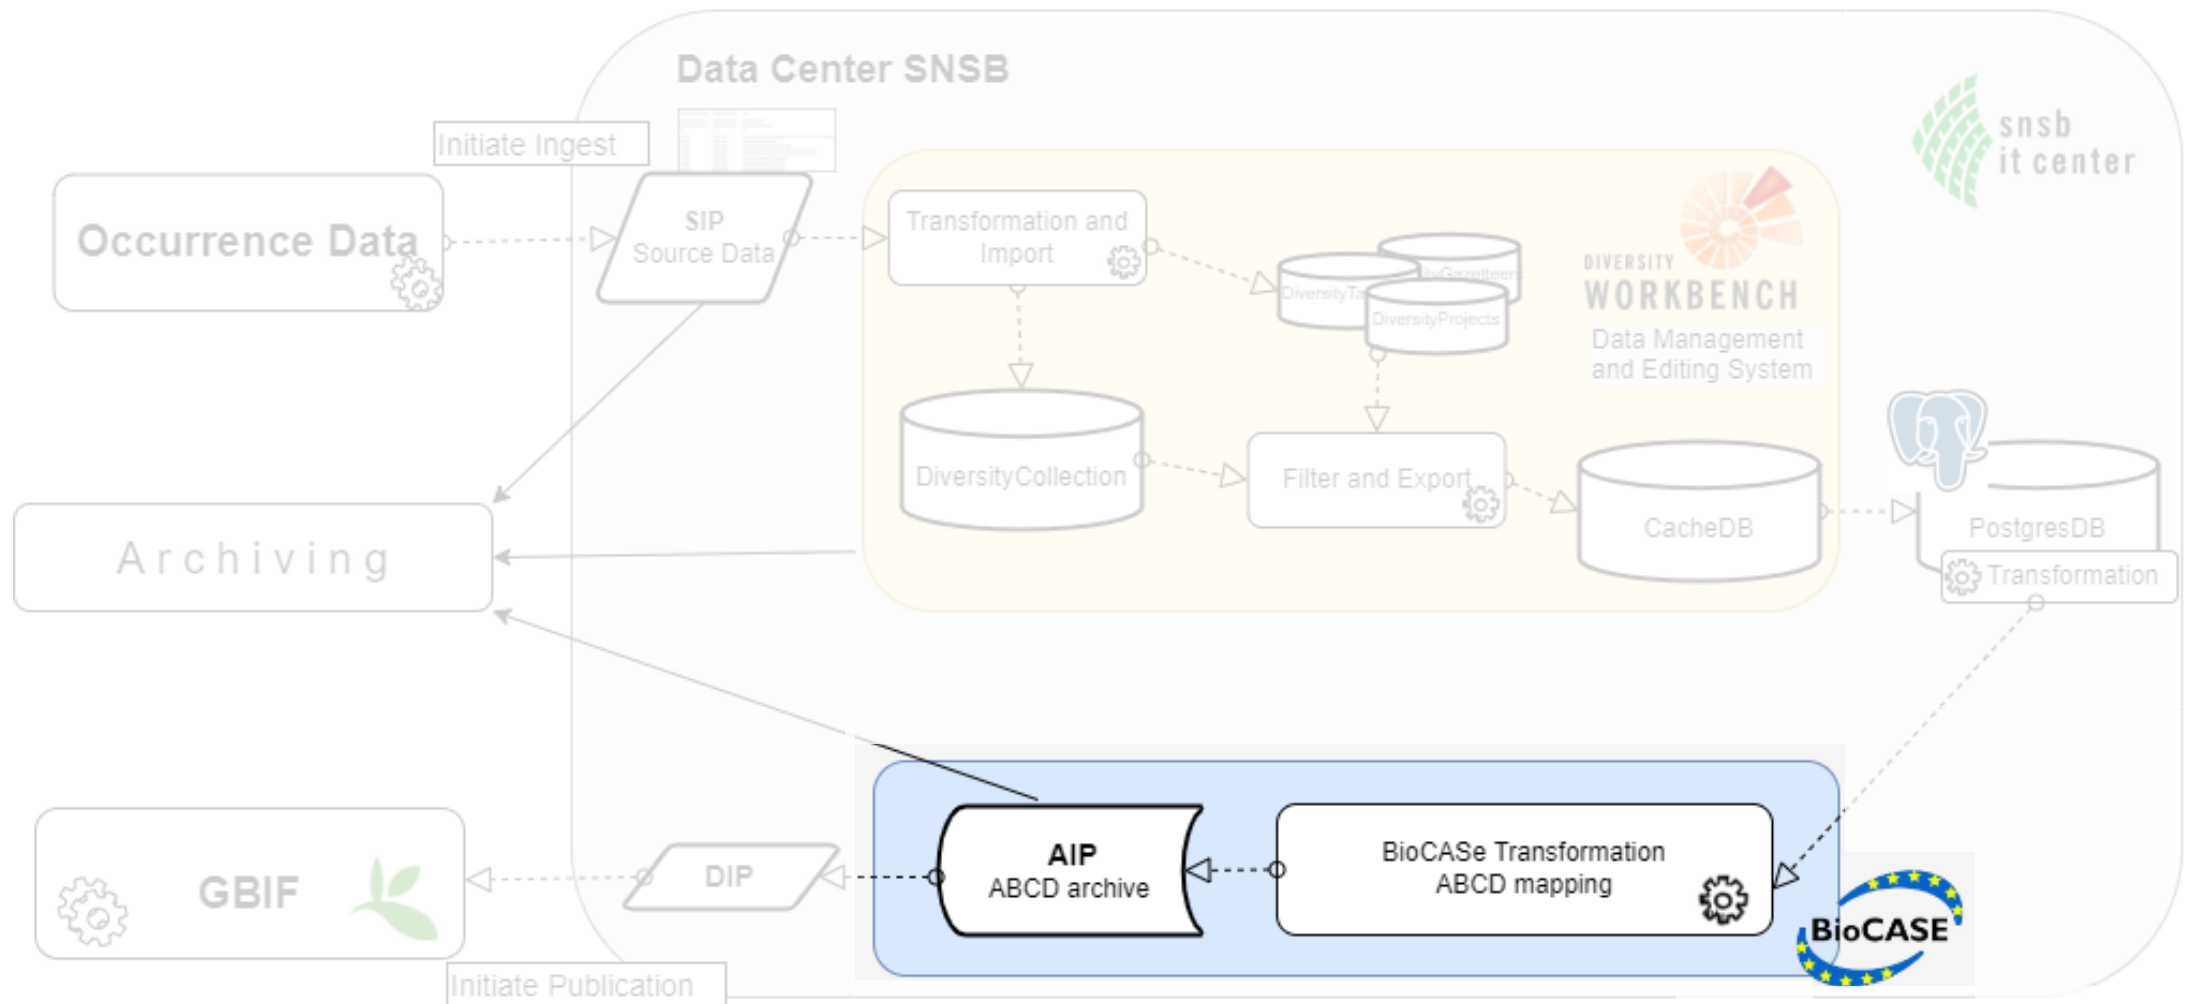 Data Center SNSB
snsb
it center
Initiate Ingest
Occurrence Data
SIP
Source Data
Transformation and
Import
DiversityProjects
DIVERSITY
WORKBENCH
Data Management
and Editing System
DiversityCollection
Filter and Export
CacheDB
PostgresDB
Transformation
Archiving
GBIF
DIP
AIP
ABCD archive
BioCASe Transformation
ABCD mapping
BioCASE
Initiate Publication